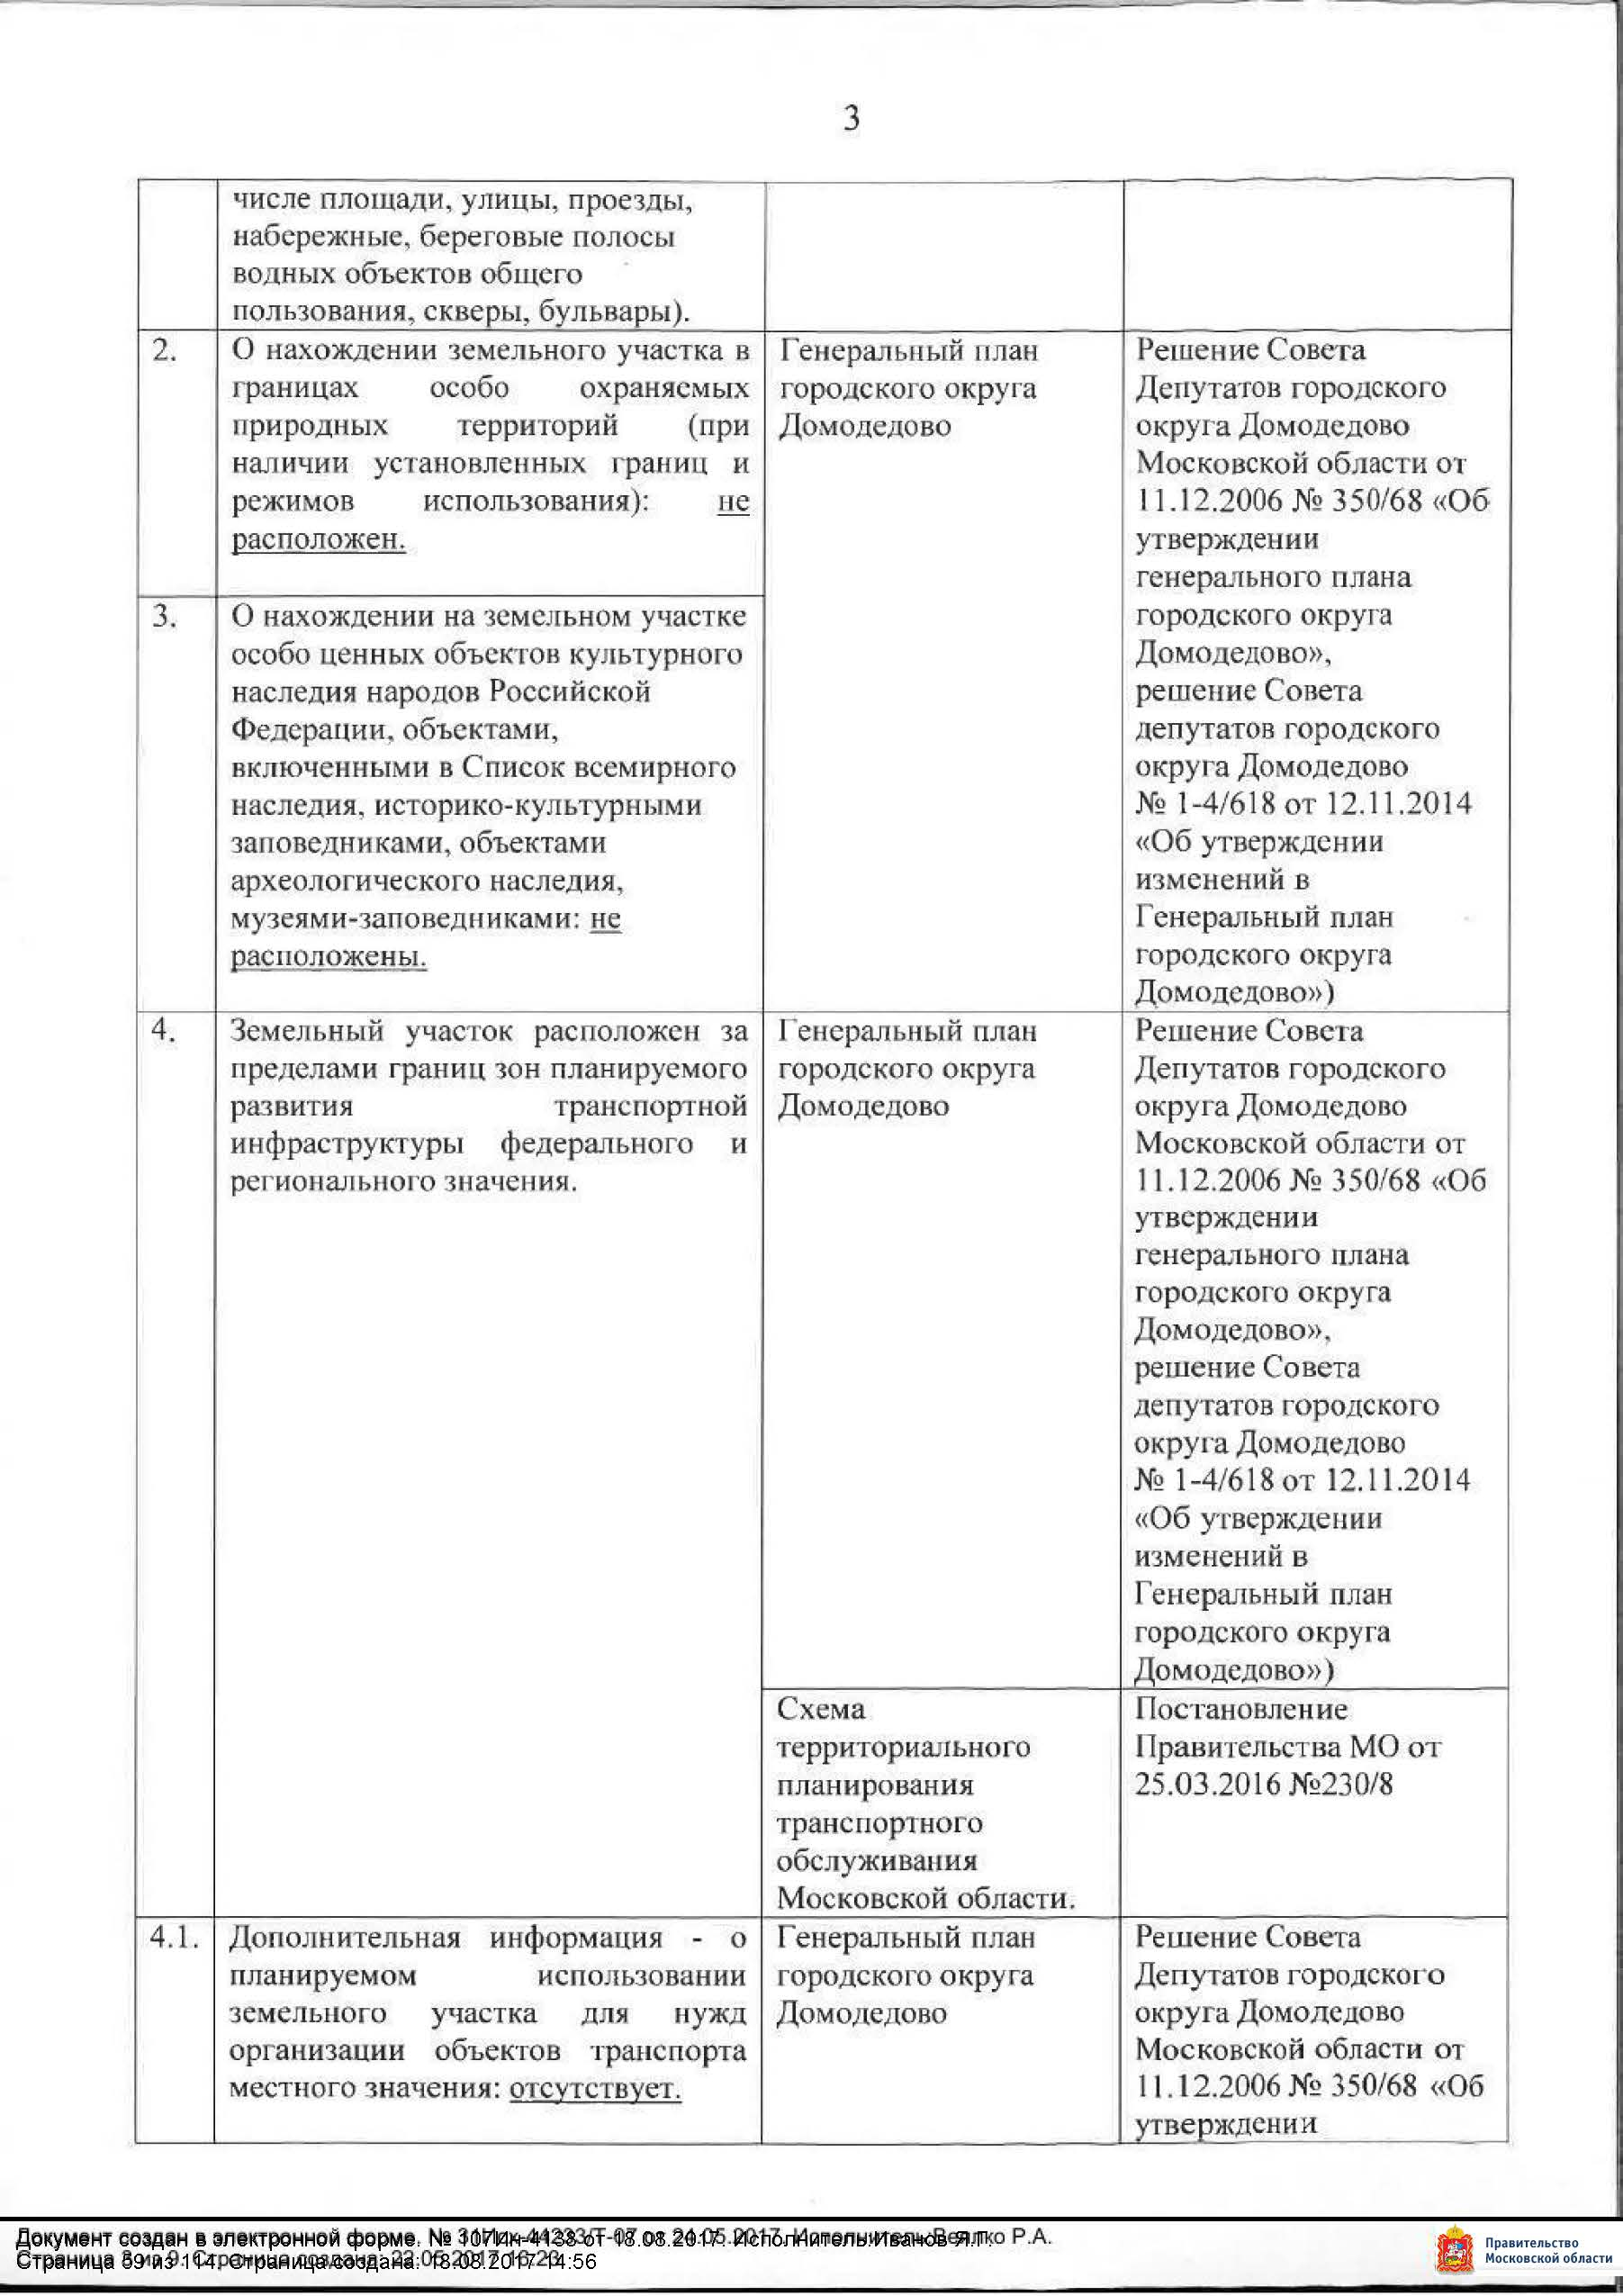 3
числе площади, улицы, проезды,
набережные, береговые полосы
водных объектов общего
пользования, скверы, бульвары).
2.
О нахождении земельного участка в
границах особо охраняемых
природных территорий (при
наличии установленных границ и
режимов использования): не
расположен.
Генеральный план
городского округа
Домодедово
Решение Совета
Депутатов городского
округа Домодедово
Московской области от
11.12.2006 № 350/68 «Об
утверждении
генерального плана
городского округа
Домодедово»,
решение Совета
депутатов городского
округа Домодедово
№ 1-4/618 от 12.11.2014
«Об утверждении
изменений в
Генеральный план
городского округа
Домодедово»)
3.
О нахождении на земельном участке
особо ценных объектов культурного
наследия народов Российской
Федерации, объектами,
включенными в Список всемирного
наследия, историко-культурными
заповедниками, объектами
археологического наследия,
музеями-заповедниками: не
расположены.
4.
Земельный участок расположен за
пределами границ зон планируемого
развития транспортной
инфраструктуры федерального и
регионального значения.
Генеральный план
городского округа
Домодедово
Решение Совета
Депутатов городского
округа Домодедово
Московской области от
11.12.2006 № 350/68 «Об
утверждении
генерального плана
городского округа
Домодедово»,
решение Совета
депутатов городского
округа Домодедово
№ 1-4/618 от 12.11.2014
«Об утверждении
изменений в
Генеральный план
городского округа
Домодедово»)
Схема
территориального
планирования
транспортного
обслуживания
Московской области.
Постановление
Правительства МО от
25.03.2016 №230/8
4.1.
Дополнительная информация - о
планируемом использовании
земельного участка для нужд
организации объектов транспорта
местного значения: отсутствует.
Генеральный план
городского округа
Домодедово
Решение Совета
Депутатов городского
округа Домодедово
Московской области от
11.12.2006 № 350/68 «Об
утверждении
Документ создан в электронной форме. №
Р.А.
Страница
Правительство
Московской области